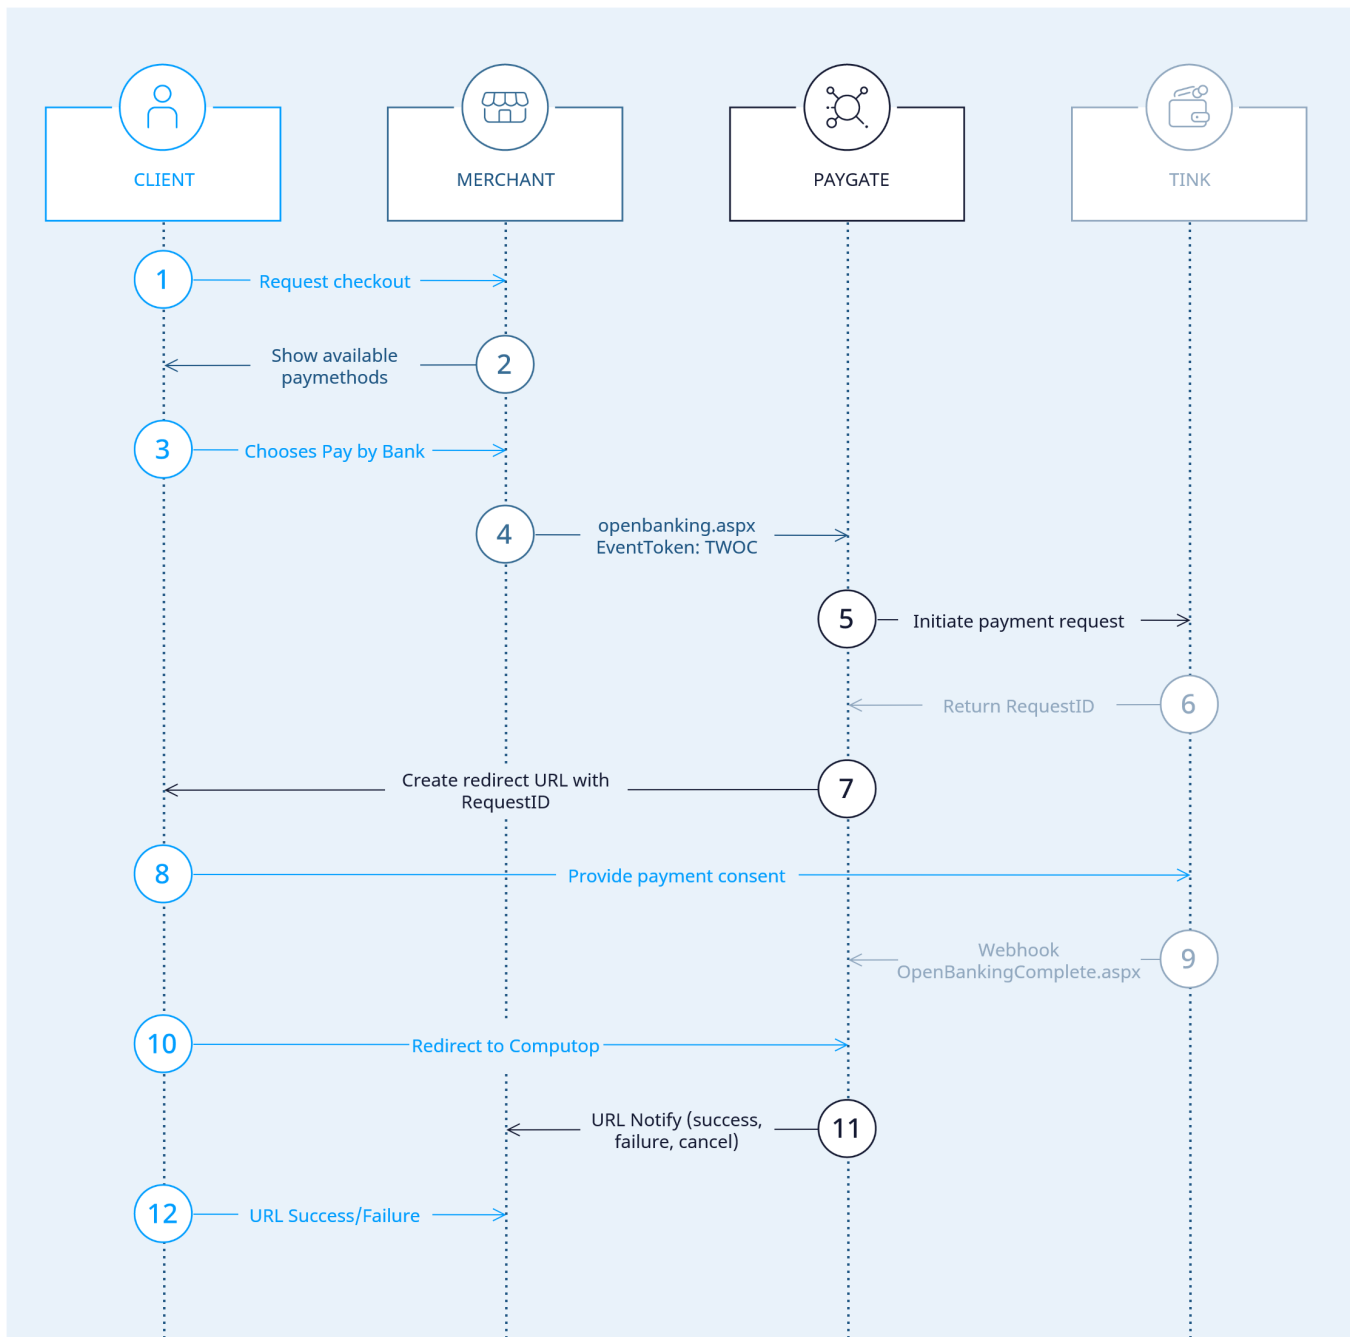 CLIENT
MERCHANT
PAYGATE
TINK
1
Request checkout
2
Show available
paymethods
3
Chooses Pay by Bank
4
openbanking.aspx
EventToken: TWOC
5
Initiate payment request
6
Return RequestID
7
Create redirect URL with
RequestID
8
Provide payment consent
9
Webhook
OpenBankingComplete.aspx
10
Redirect to Computop
11
URL Notify (success,
failure, cancel)
12
URL Success/Failure